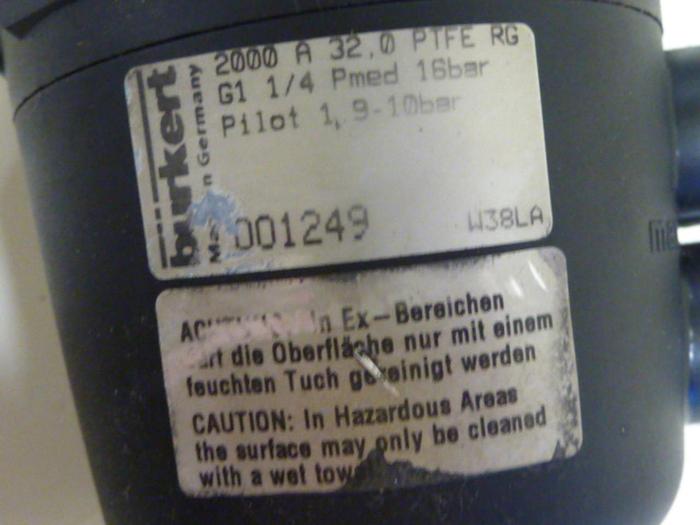 bürkert
n Germany
2000 A 32,0 PTFE RG
G1 1/4 Pmed 16bar
Pilot 1,9-10bar
001249
W38LA
in Ex-Bereichen
die Oberfläche nur mit einem
feuchten Tuch gereinigt werden
CAUTION: In Hazardous Areas
the surface may only be cleaned
with a wet